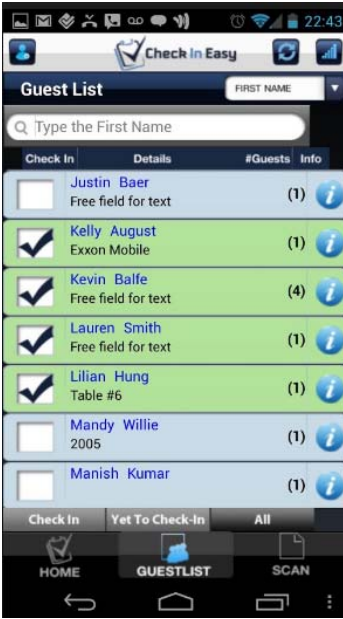 22:43
Check In Easy
Guest List
FIRST NAME
Type the First Name
Check In Details #Guests Info
Justin Baer
Free field for text
(1)
Kelly August
Exxon Mobile
(1)
Kevin Balfe
Free field for text
(4)
Lauren Smith
Free field for text
(1)
Lilian Hung
Table #6
(1)
Mandy Willie
2005
(1)
Manish Kumar
(1)
Check In Yet To Check-In All
HOME GUESTLIST SCAN